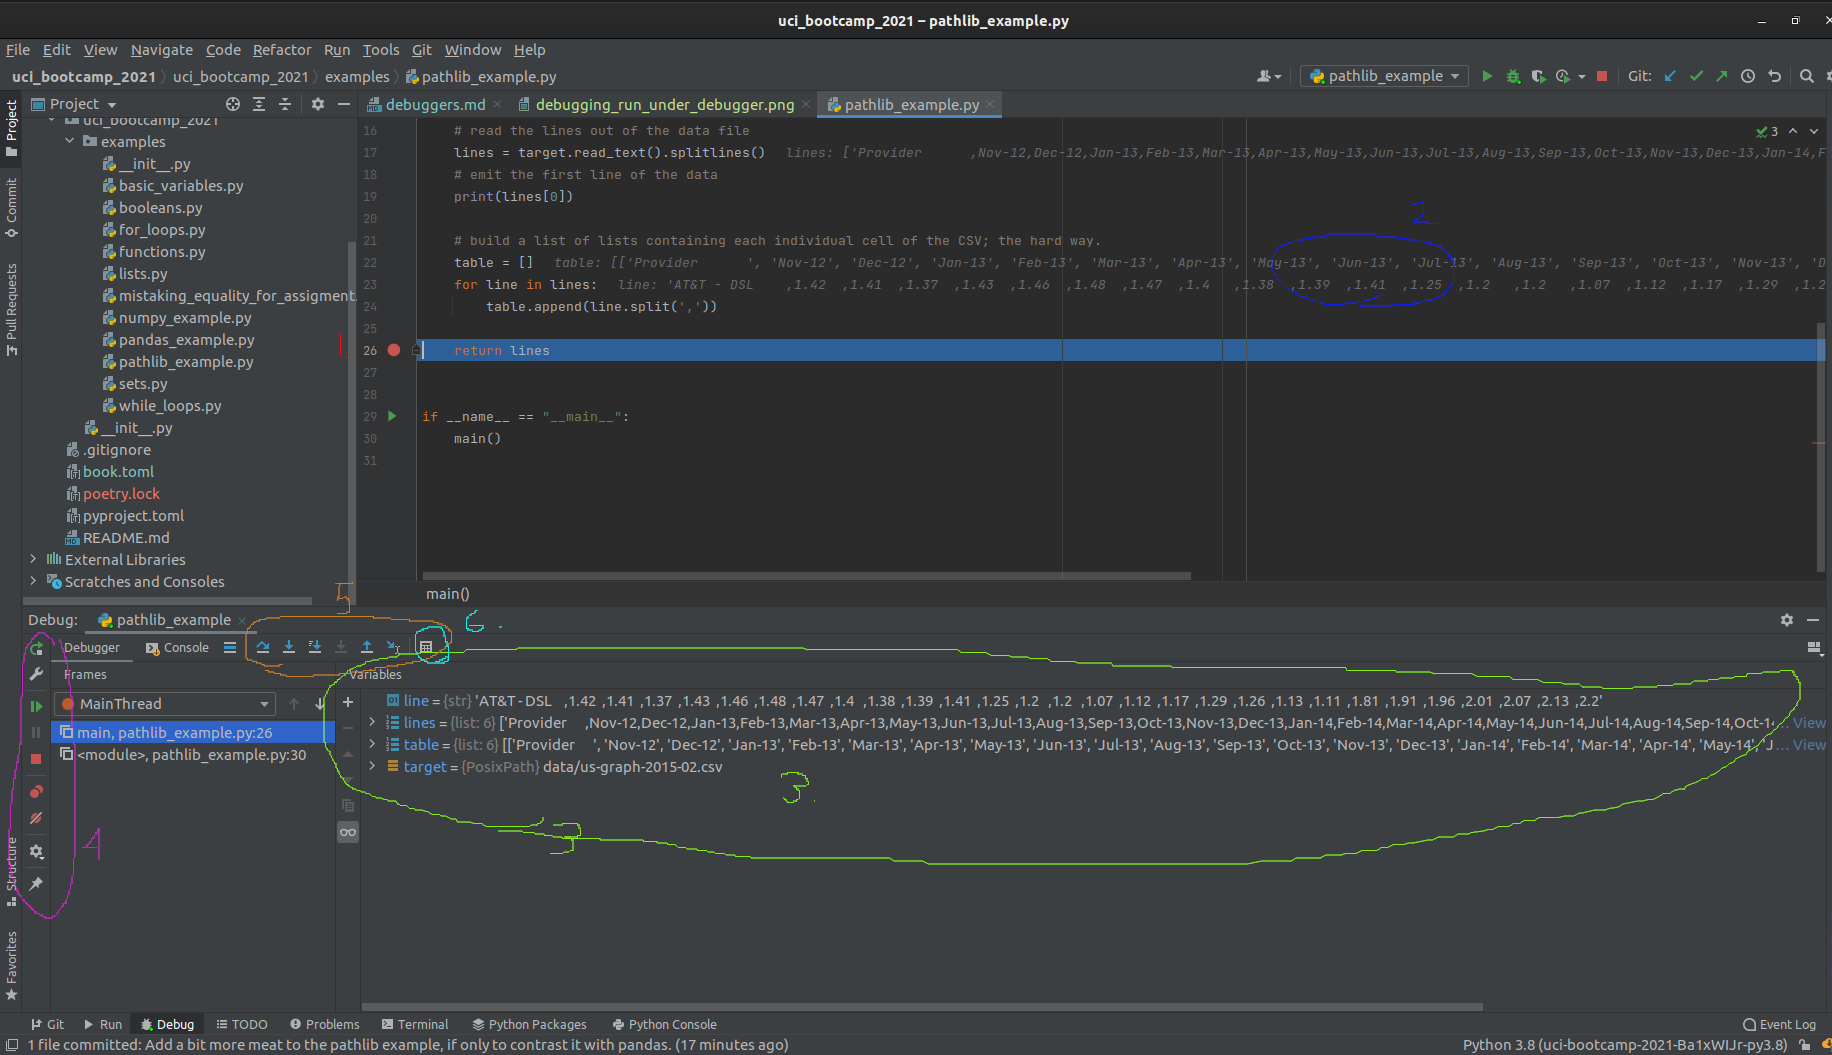 uci_bootcamp_2021 – pathlib_example.py
File Edit View Navigate Code Refactor Run Tools Git Window Help
uci_bootcamp_2021 uci_bootcamp_2021 examples pathlib_example.py
pathlib_example
Git:
Project
debuggers.md
debugging_run_under_debugger.png
pathlib_example.py
Project
Commit
Pull Requests
Structure
Favorites
uci_bootcamp_2021
examples
__init__.py
basic_variables.py
booleans.py
for_loops.py
functions.py
lists.py
mistaking_equality_for_assigment.
numpy_example.py
pandas_example.py
pathlib_example.py
sets.py
while_loops.py
__init__.py
.gitignore
book.toml
poetry.lock
pyproject.toml
README.md
External Libraries
Scratches and Consoles
3
16 # read the lines out of the data file
17 lines = target.read_text().splitlines() lines: ['Provider ,Nov-12,Dec-12,Jan-13,Feb-13,Mar-13,Apr-13,May-13,Jun-13,Jul-13,Aug-13,Sep-13,Oct-13,Nov-13,Dec-13,Jan-14,F
18 # emit the first line of the data
19 print(lines[0])
20
21 # build a list of lists containing each individual cell of the CSV; the hard way.
22 table = [] table: [['Provider ', 'Nov-12', 'Dec-12', 'Jan-13', 'Feb-13', 'Mar-13', 'Apr-13', 'May-13', 'Jun-13', 'Jul-13', 'Aug-13', 'Sep-13', 'Oct-13', 'Nov-13', 'D
23 for line in lines: line: 'AT&T - DSL ,1.42 ,1.41 ,1.37 ,1.43 ,1.46 ,1.48 ,1.47 ,1.4 ,1.38 ,1.39 ,1.41 ,1.25 ,1.2 ,1.2 ,1.07 ,1.12 ,1.17 ,1.29 ,1.2
24 table.append(line.split(','))
25
26 return lines
27
28
29 if __name__ == "__main__":
30 main()
31
2
main()
Debug: pathlib_example
Debugger Console
Frames
Variables
MainThread
main, pathlib_example.py:26
<module>, pathlib_example.py:30
line = {str} 'AT&T - DSL ,1.42 ,1.41 ,1.37 ,1.43 ,1.46 ,1.48 ,1.47 ,1.4 ,1.38 ,1.39 ,1.41 ,1.25 ,1.2 ,1.2 ,1.07 ,1.12 ,1.17 ,1.29 ,1.26 ,1.13 ,1.11 ,1.81 ,1.91 ,1.96 ,2.01 ,2.07 ,2.13 ,2.2'
lines = {list: 6} ['Provider ,Nov-12,Dec-12,Jan-13,Feb-13,Mar-13,Apr-13,May-13,Jun-13,Jul-13,Aug-13,Sep-13,Oct-13,Nov-13,Dec-13,Jan-14,Feb-14,Mar-14,Apr-14,May-14,Jun-14,Jul-14,Aug-14,Sep-14,Oct-14,... View
table = {list: 6} [['Provider ', 'Nov-12', 'Dec-12', 'Jan-13', 'Feb-13', 'Mar-13', 'Apr-13', 'May-13', 'Jun-13', 'Jul-13', 'Aug-13', 'Sep-13', 'Oct-13', 'Nov-13', 'Dec-13', 'Jan-14', 'Feb-14', 'Mar-14', 'Apr-14', 'May-14', 'J... View
target = {PosixPath} data/us-graph-2015-02.csv
3
Git Run Debug TODO Problems Terminal Python Packages Python Console Event Log
1 file committed: Add a bit more meat to the pathlib example, if only to contrast it with pandas. (17 minutes ago)
Python 3.8 (uci-bootcamp-2021-Ba1xWIJr-py3.8)